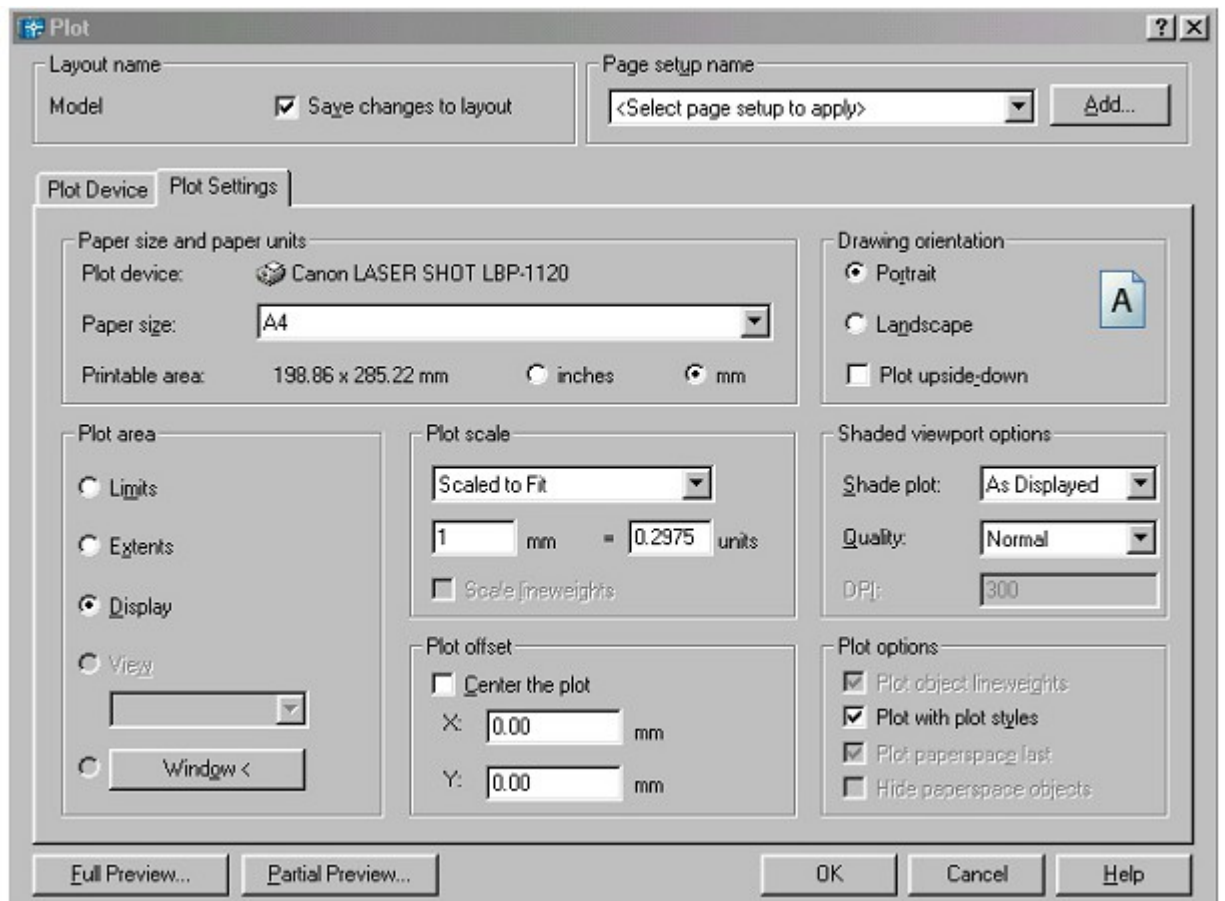 Plot
Layout name
Model
Save changes to layout
Page setup name
<Select page setup to apply>
Add...
Plot Device
Plot Settings
Paper size and paper units
Plot device:
Canon LASER SHOT LBP-1120
Paper size:
A4
Printable area:
198.86 x 285.22 mm
inches
mm
Drawing orientation
Portrait
A
Landscape
Plot upside-down
Plot area
Limits
Extents
Display
View
Window <
Plot scale
Scaled to Fit
1 mm = 0.2975 units
Scale lineweights
Plot offset
Center the plot
X: 0.00 mm
Y: 0.00 mm
Shaded viewport options
Shade plot: As Displayed
Quality: Normal
DPI: 300
Plot options
Plot object lineweights
Plot with plot styles
Plot paperspace last
Hide paperspace objects
Full Preview...
Partial Preview...
OK
Cancel
Help